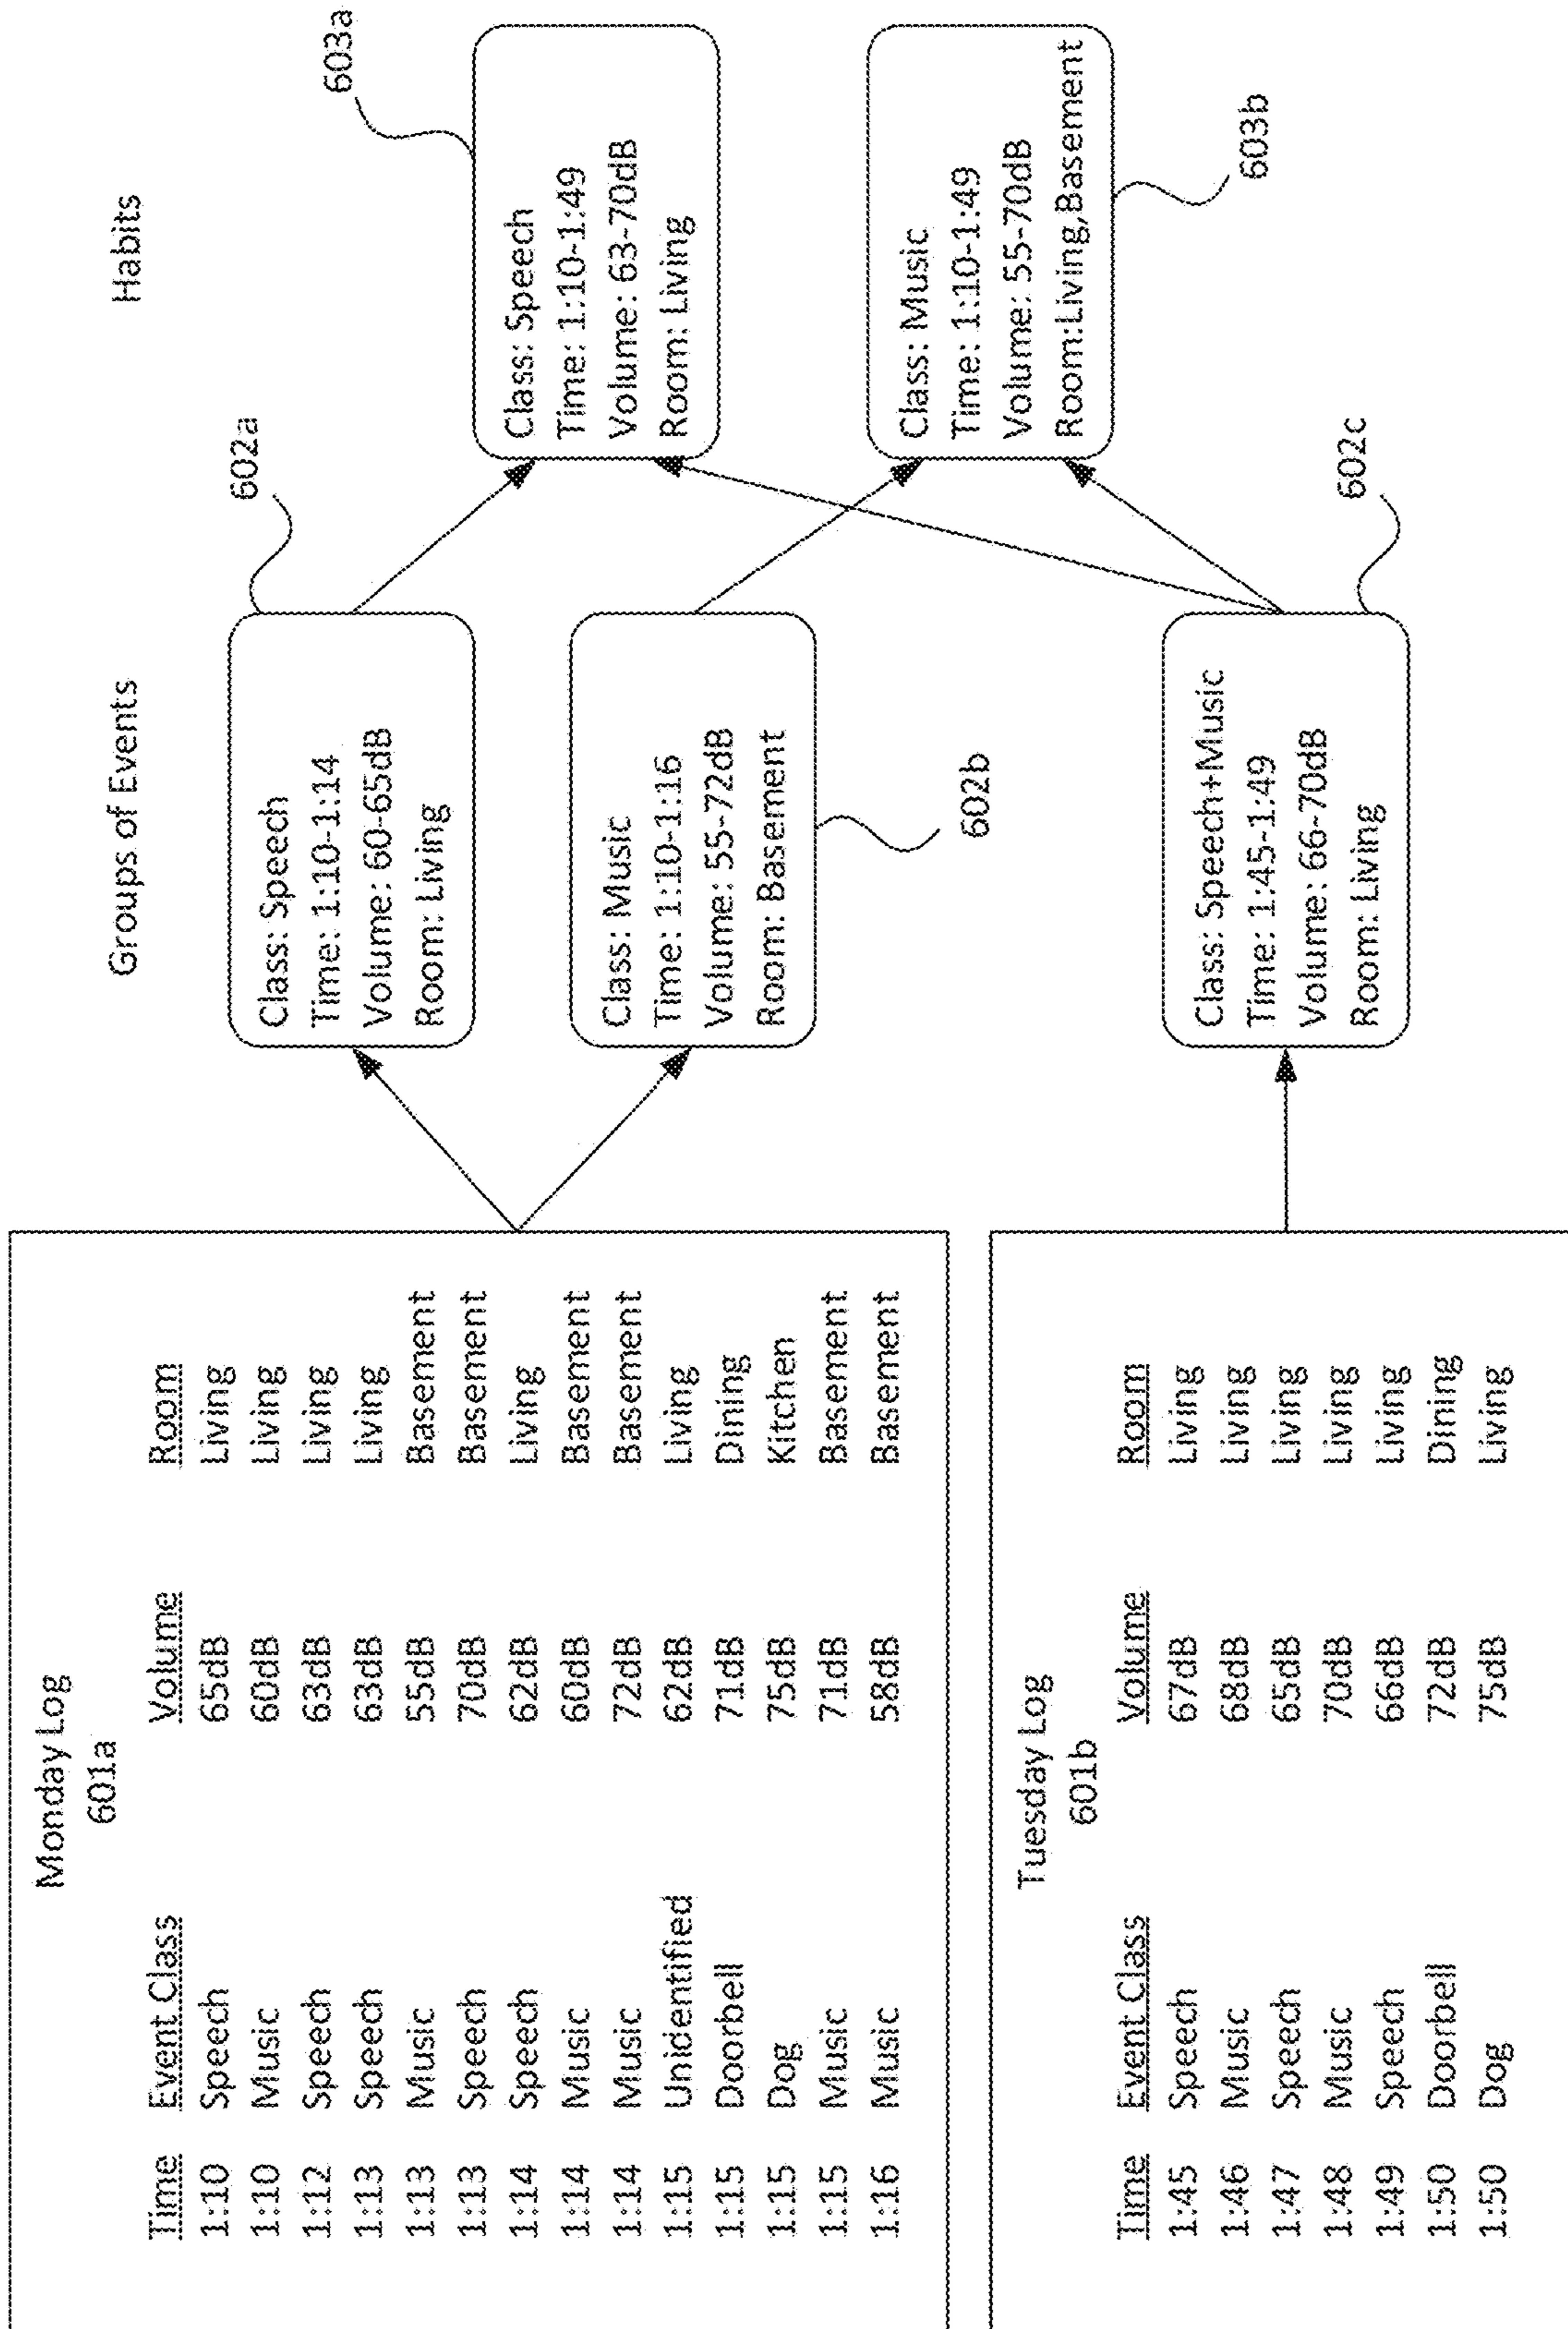 Monday Log
601a
Time Event Class Volume Room
1:10 Speech 65dB Living
1:10 Music 60dB Living
1:12 Speech 63dB Living
1:13 Speech 63dB Living
1:13 Music 55dB Basement
1:13 Speech 70dB Basement
1:14 Speech 62dB Living
1:14 Music 60dB Basement
1:14 Music 72dB Basement
1:15 Unidentified 62dB Living
1:15 Doorbell 71dB Dining
1:15 Dog 75dB Kitchen
1:15 Music 71dB Basement
1:16 Music 58dB Basement
Tuesday Log
601b
Time Event Class Volume Room
1:45 Speech 67dB Living
1:46 Music 68dB Living
1:47 Speech 65dB Living
1:48 Music 70dB Living
1:49 Speech 66dB Living
1:50 Doorbell 72dB Dining
1:50 Dog 75dB Living
Groups of Events
602a
Class: Speech
Time: 1:10-1:14
Volume: 60-65dB
Room: Living
Class: Music
Time: 1:10-1:16
Volume: 55-72dB
Room: Basement
602b
602c
Class: Speech+Music
Time: 1:45-1:49
Volume: 66-70dB
Room: Living
Habits
603a
Class: Speech
Time: 1:10-1:49
Volume: 63-70dB
Room: Living
Class: Music
Time: 1:10-1:49
Volume: 55-70dB
Room:Living,Basement
603b